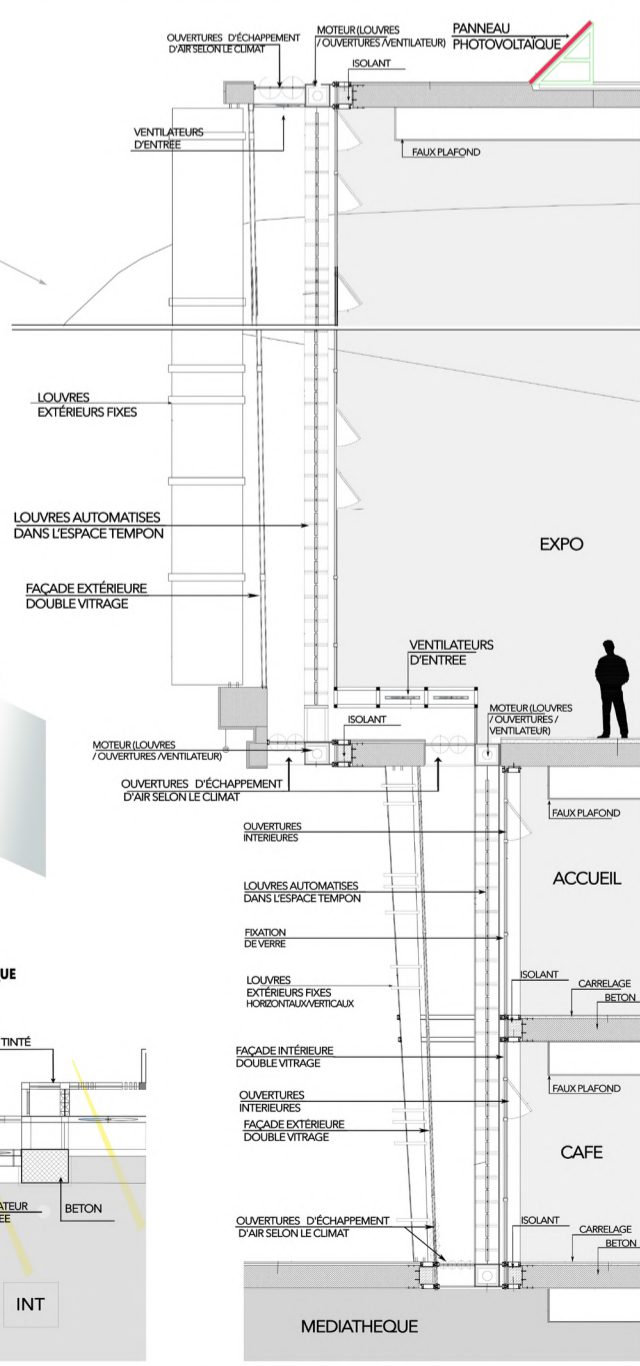 OUVERTURES D'ÉCHAPPEMENT
D'AIR SELON LE CLIMAT
MOTEUR (LOUVRES
/ OUVERTURES /VENTILATEUR)
PANNEAU
PHOTOVOLTAÏQUE
ISOLANT
VENTILATEURS
D'ENTREE
FAUX PLAFOND
LOUVRES
EXTÉRIEURS FIXES
LOUVRES AUTOMATISES
DANS L'ESPACE TEMPON
EXPO
FAÇADE EXTÉRIEURE
DOUBLE VITRAGE
VENTILATEURS
D'ENTREE
MOTEUR (LOUVRES
/ OUVERTURES /
VENTILATEUR)
ISOLANT
MOTEUR (LOUVRES
/ OUVERTURES /VENTILATEUR)
OUVERTURES D'ÉCHAPPEMENT
D'AIR SELON LE CLIMAT
FAUX PLAFOND
OUVERTURES
INTERIEURES
ACCUEIL
LOUVRES AUTOMATISES
DANS L'ESPACE TEMPON
FIXATION
DE VERRE
LOUVRES
EXTÉRIEURS FIXES
HORIZONTAUX/VERTICAUX
ISOLANT
CARRELAGE
BETON
UE
TINTÉ
FAÇADE INTÉRIEURE
DOUBLE VITRAGE
FAUX PLAFOND
OUVERTURES
INTERIEURES
FAÇADE EXTÉRIEURE
DOUBLE VITRAGE
CAFE
ATEUR
EE
BETON
OUVERTURES D'ÉCHAPPEMENT
D'AIR SELON LE CLIMAT
ISOLANT
CARRELAGE
BETON
INT
MEDIATHEQUE